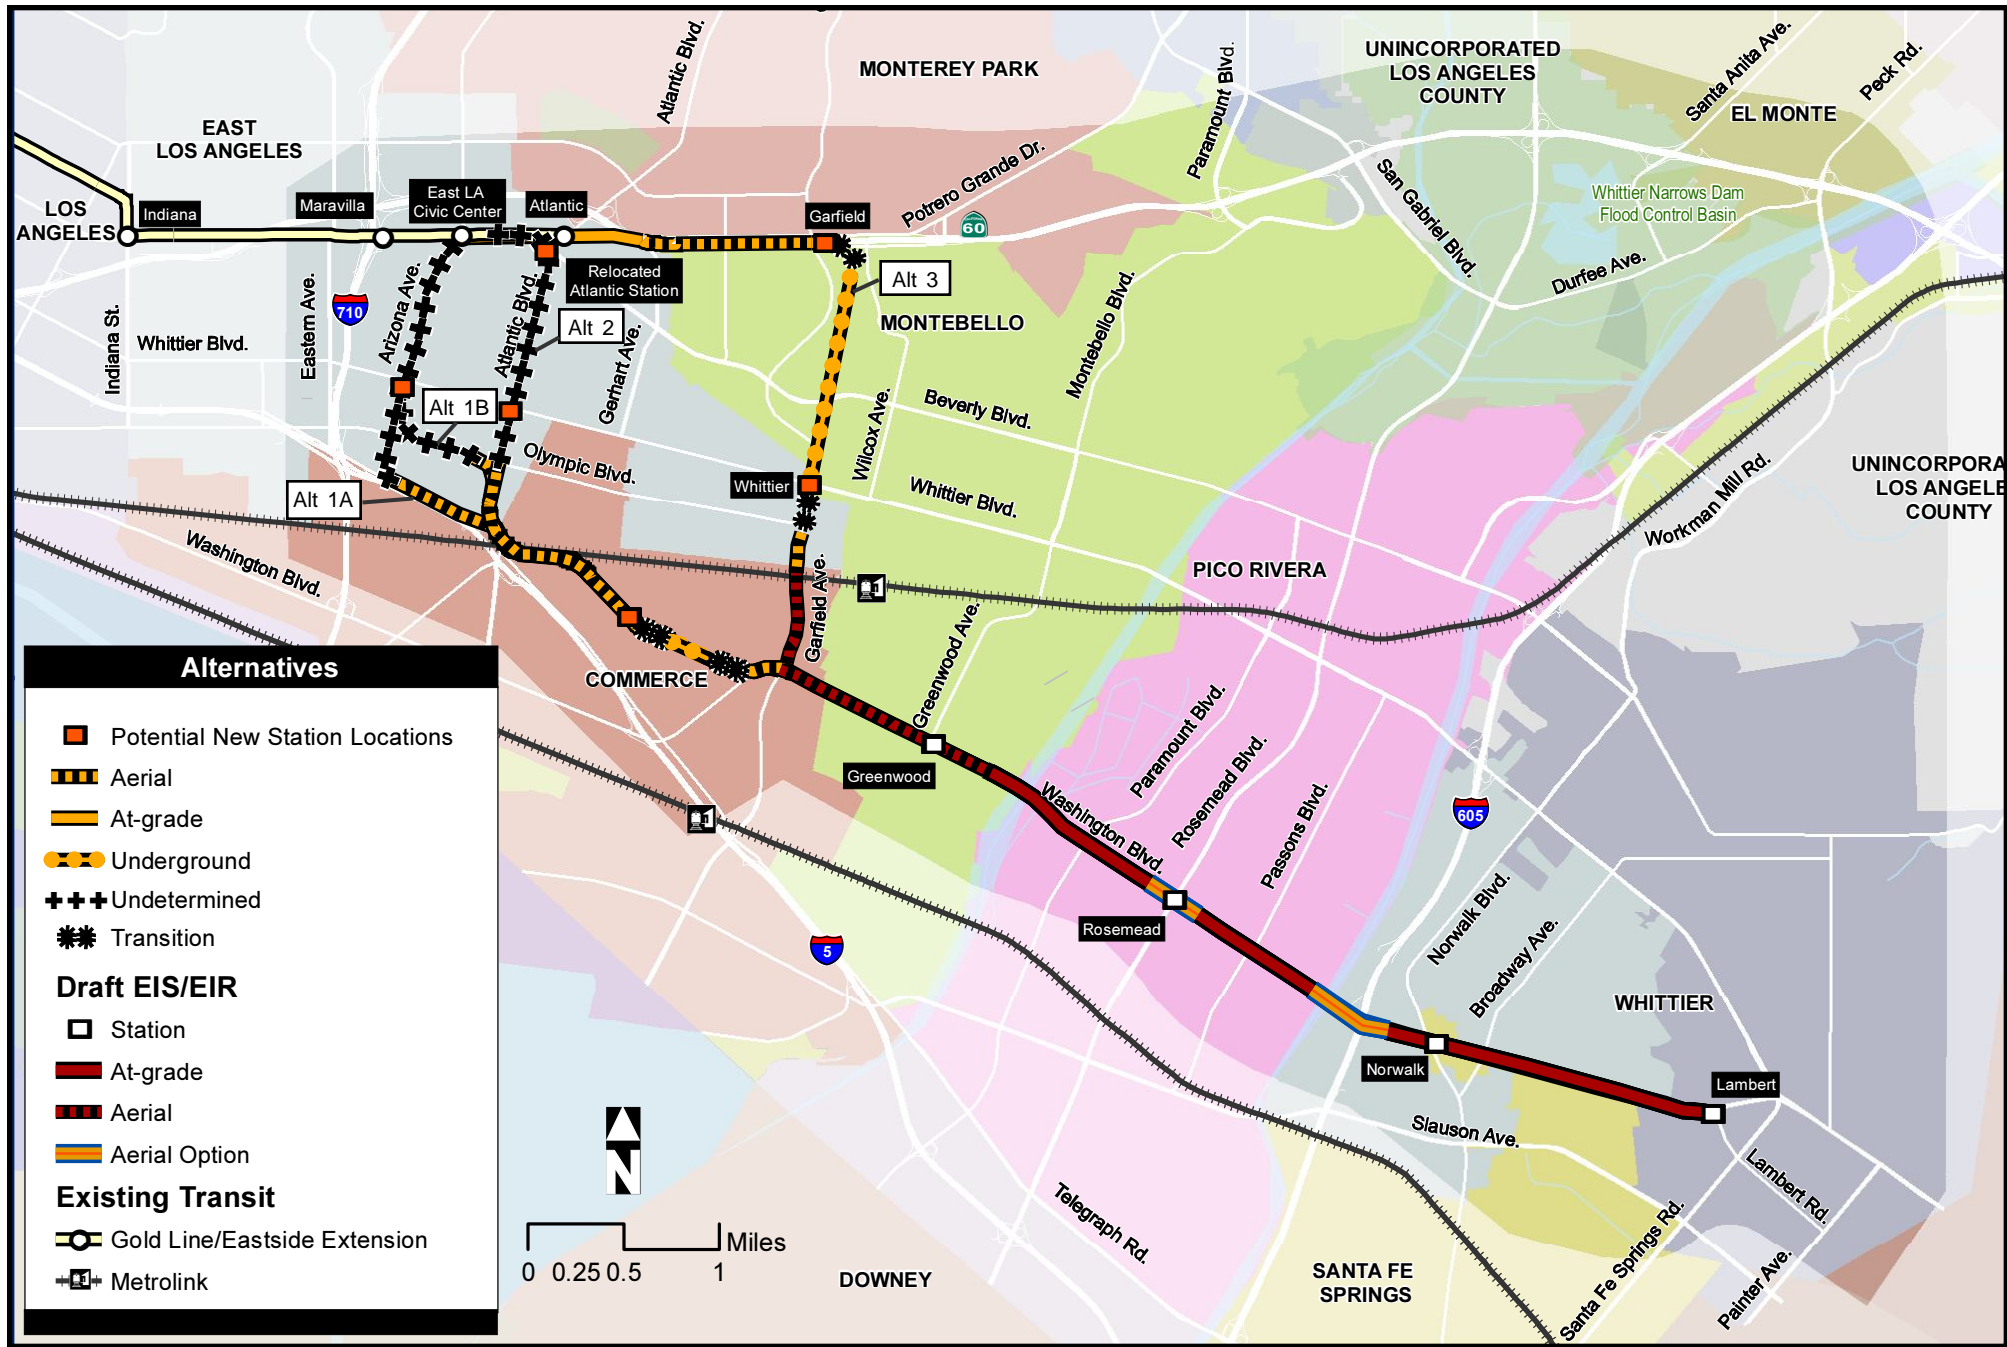 MONTEREY PARK
UNINCORPORATED
LOS ANGELES
COUNTY
EL MONTE
Santa Anita Ave.
Peck Rd.
Atlantic Blvd.
Paramount Blvd.
EAST
LOS ANGELES
LOS
ANGELES
Indiana
Maravilla
East LA
Civic Center
Atlantic
Garfield
Potrero Grande Dr.
60
San Gabriel Blvd.
Whittier Narrows Dam
Flood Control Basin
Durfee Ave.
Relocated
Atlantic Station
Alt 3
MONTEBELLO
Montebello Blvd.
Indiana St.
Whittier Blvd.
Eastern Ave.
710
Arizona Ave.
Atlantic Blvd.
Alt 2
Gerhart Ave.
Alt 1B
Olympic Blvd.
Alt 1A
Wilcox Ave.
Beverly Blvd.
Whittier
Whittier Blvd.
UNINCORPORA
LOS ANGELE
COUNTY
Workman Mill Rd.
Washington Blvd.
PICO RIVERA
Garfield Ave.
Greenwood Ave.
COMMERCE
Greenwood
Washington Blvd.
Paramount Blvd.
Rosemead Blvd.
Passons Blvd.
605
Rosemead
5
Norwalk Blvd.
Broadway Ave.
WHITTIER
Norwalk
Lambert
Slauson Ave.
Lambert Rd.
Telegraph Rd.
Santa Fe Springs Rd.
Painter Ave.
SANTA FE
SPRINGS
DOWNEY
Alternatives
Potential New Station Locations
Aerial
At-grade
Underground
Undetermined
Transition
Draft EIS/EIR
Station
At-grade
Aerial
Aerial Option
Existing Transit
Gold Line/Eastside Extension
Metrolink
N
Miles
0 0.25 0.5 1